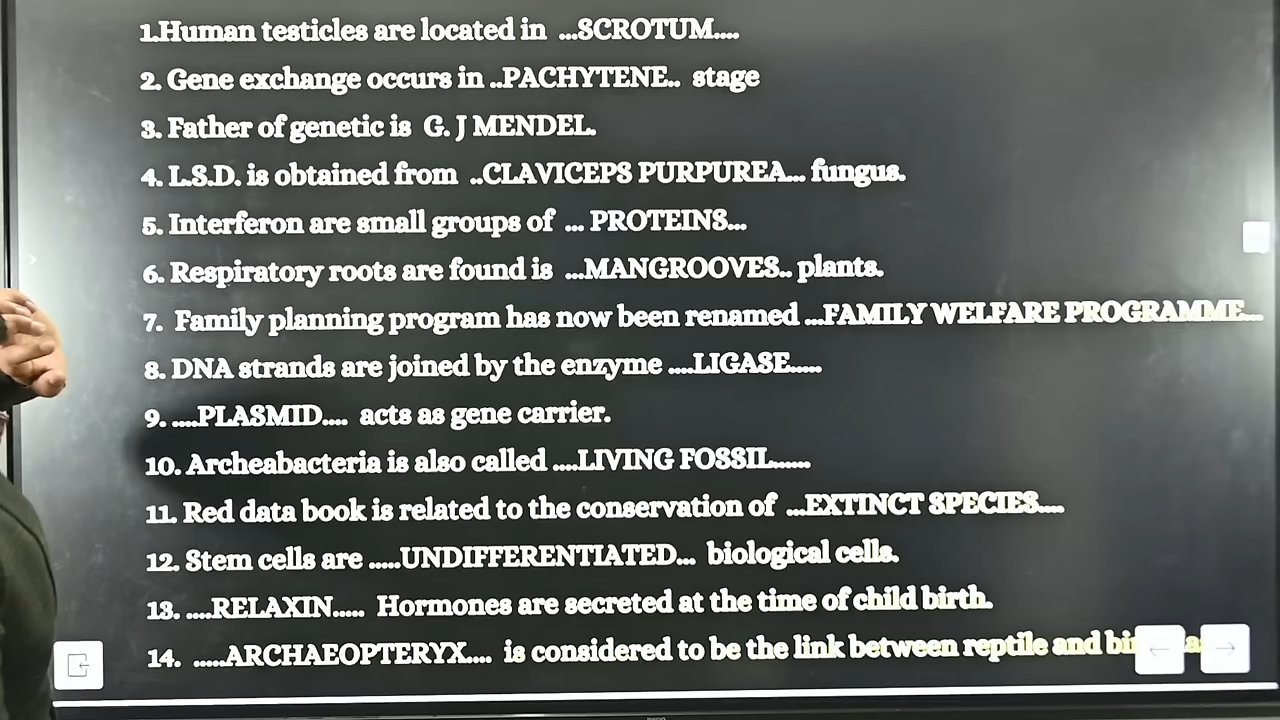 1.Human testicles are located in ...SCROTUM....
2. Gene exchange occurs in ..PACHYTENE.. stage
3. Father of genetic is G. J MENDEL.
4. L.S.D. is obtained from ..CLAVICEPS PURPUREA... fungus.
5. Interferon are small groups of ... PROTEINS...
6. Respiratory roots are found is ...MANGROOVES.. plants.
7. Family planning program has now been renamed ...FAMILY WELFARE PROGRAMME...
8. DNA strands are joined by the enzyme ....LIGASE.....
9. ....PLASMID.... acts as gene carrier.
10. Archeabacteria is also called ....LIVING FOSSIL......
11. Red data book is related to the conservation of ...EXTINCT SPECIES....
12. Stem cells are .....UNDIFFERENTIATED... biological cells.
13. ....RELAXIN..... Hormones are secreted at the time of child birth.
14. .....ARCHAEOPTERYX.... is considered to be the link between reptile and